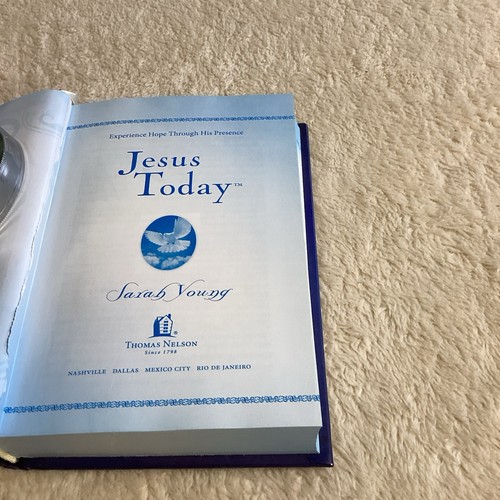 Experience Hope Through His Presence
Jesus
Today™
Sarah Young
®
THOMAS NELSON
Since 1798
NASHVILLE DALLAS MEXICO CITY RIO DE JANEIRO